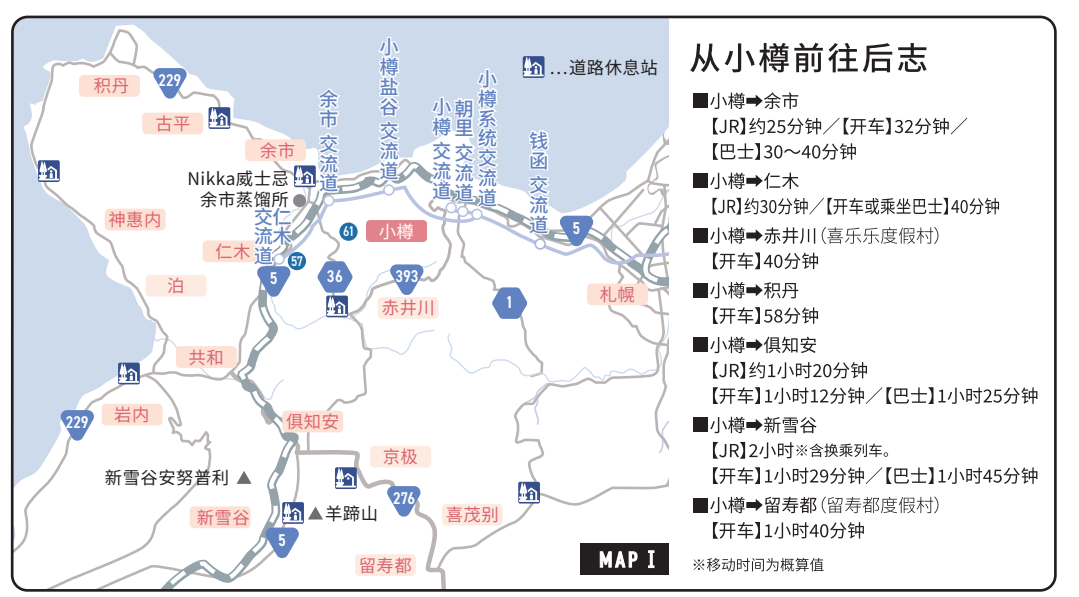 积丹
229
古平
余市
神惠内
仁木
泊
共和
岩内
229
Nikka威士忌
余市蒸馏所
余市 交流道
小樽盐谷 交流道
小樽 交流道
朝里 交流道
小樽系统交流道
钱函 交流道
仁木
交流道
…道路休息站
61
小樽
57
5
36
393
赤井川
1
5
札幌
俱知安
京极
276
喜茂别
新雪谷安努普利
新雪谷
羊蹄山
5
留寿都
MAP I
从小樽前往后志
■小樽➡余市
【JR】约25分钟／【开车】32分钟／
【巴士】30～40分钟
■小樽➡仁木
【JR】约30分钟／【开车或乘坐巴士】40分钟
■小樽➡赤井川（喜乐乐度假村）
【开车】40分钟
■小樽➡积丹
【开车】58分钟
■小樽➡俱知安
【JR】约1小时20分钟
【开车】1小时12分钟／【巴士】1小时25分钟
■小樽➡新雪谷
【JR】2小时※含换乘列车。
【开车】1小时29分钟／【巴士】1小时45分钟
■小樽➡留寿都（留寿都度假村）
【开车】1小时40分钟
※移动时间为概算值